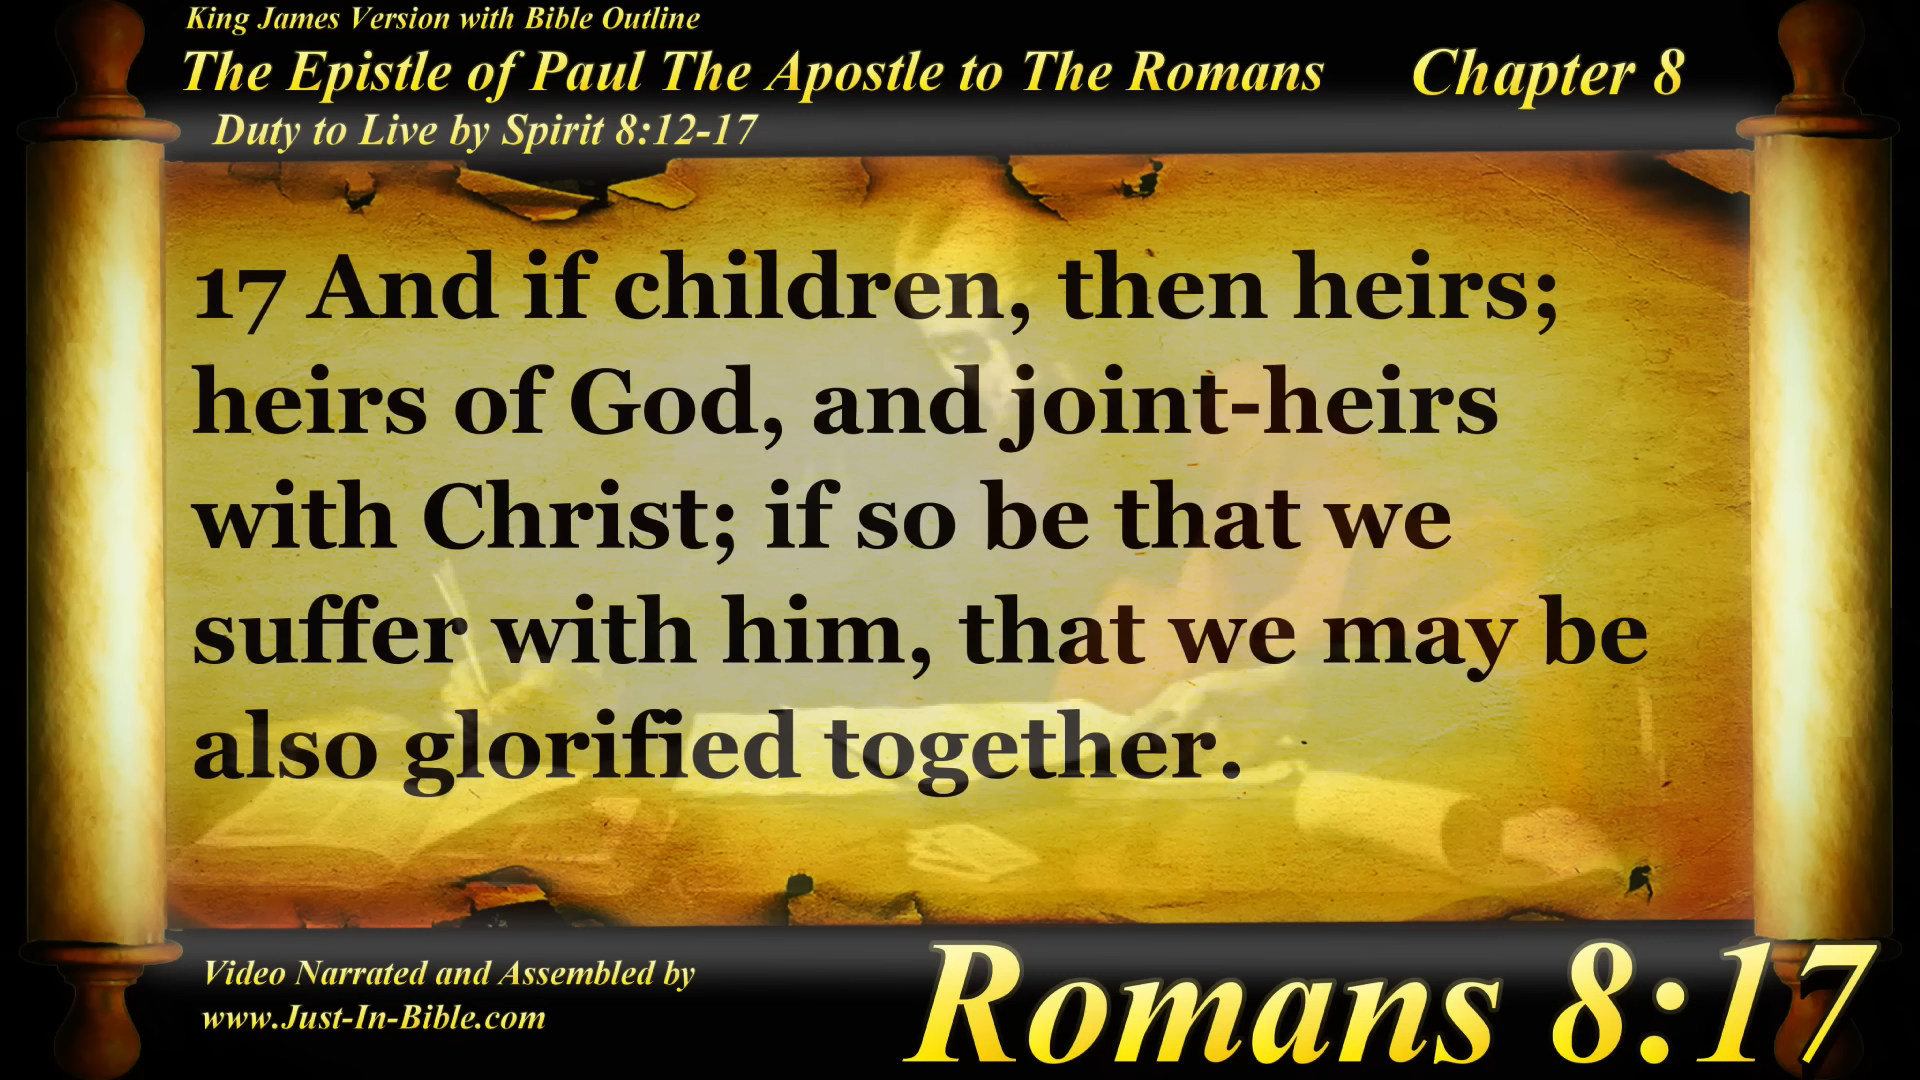 King James Version with Bible Outline
The Epistle of Paul The Apostle to The Romans Chapter 8
Duty to Live by Spirit 8:12-17
17 And if children, then heirs;
heirs of God, and joint-heirs
with Christ; if so be that we
suffer with him, that we may be
also glorified together.
Video Narrated and Assembled by
www.Just-In-Bible.com
Romans 8:17